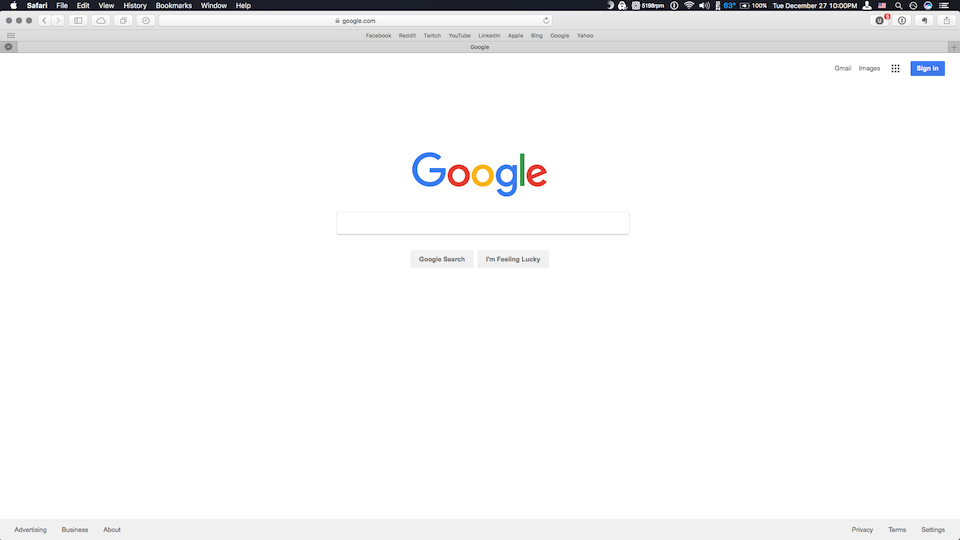 Safari File Edit View History Bookmarks Window Help 5198rpm 63° 100% Tue December 27 10:00PM
google.com
Facebook Reddit Twitch YouTube LinkedIn Apple Bing Google Yahoo
Google
Gmail Images Sign in
Google
Google Search I'm Feeling Lucky
Advertising Business About Privacy Terms Settings